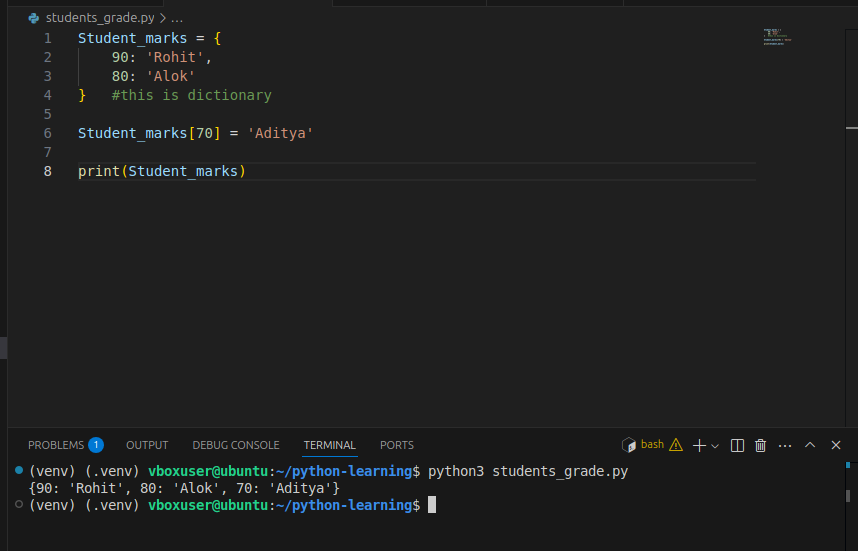 students_grade.py > ...
1 Student_marks = {
2     90: 'Rohit',
3     80: 'Alok'
4 }   #this is dictionary
5
6 Student_marks[70] = 'Aditya'
7
8 print(Student_marks)
PROBLEMS 1 OUTPUT DEBUG CONSOLE TERMINAL PORTS bash
(venv) (.venv) vboxuser@ubuntu:~/python-learning$ python3 students_grade.py
{90: 'Rohit', 80: 'Alok', 70: 'Aditya'}
(venv) (.venv) vboxuser@ubuntu:~/python-learning$